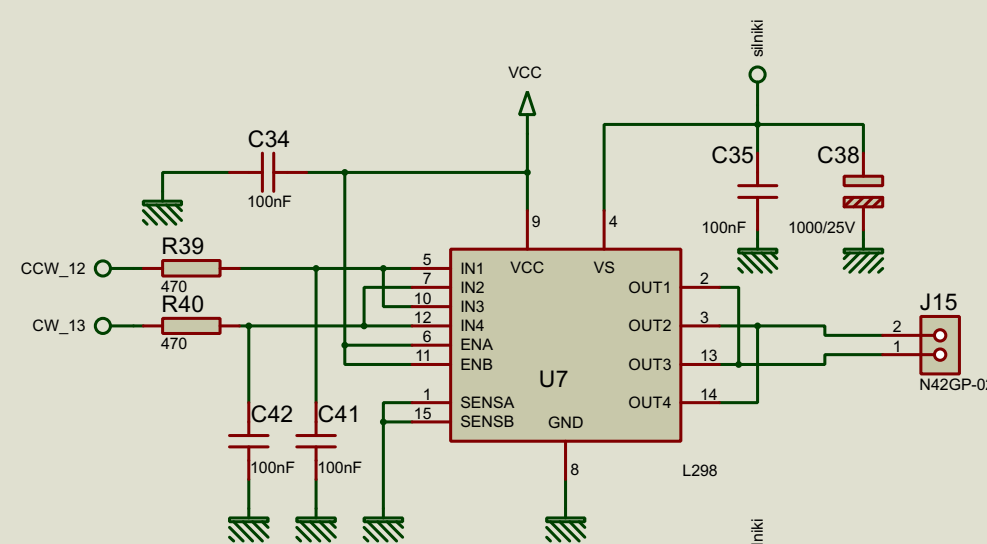 silniki
VCC
C34
100nF
C35
100nF
C38
1000/25V
9
4
R39
CCW_12
470
R40
CW_13
470
5
7
10
12
6
11
1
15
IN1
IN2
IN3
IN4
ENA
ENB
SENSA
SENSB
VCC
VS
OUT1
OUT2
OUT3
OUT4
U7
GND
2
3
13
14
8
L298
J15
2
1
N42GP-02
C42
100nF
C41
100nF